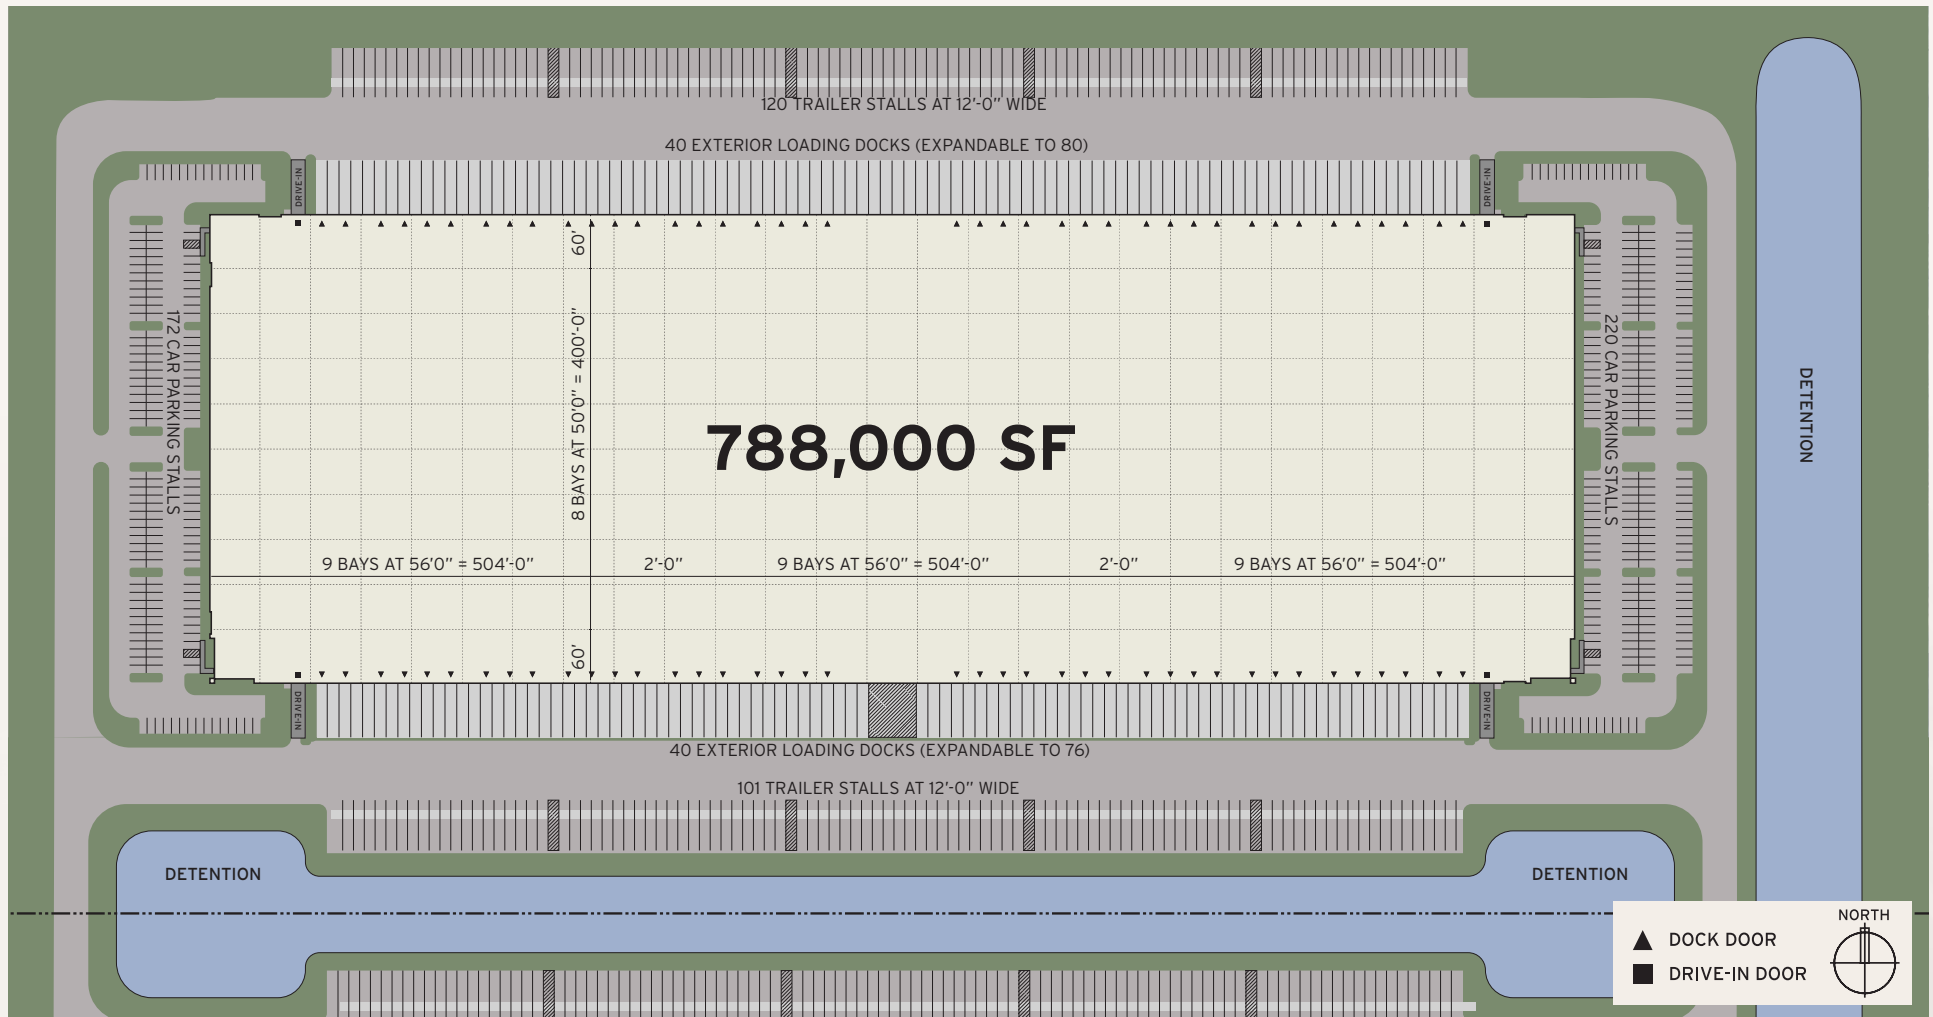 120 TRAILER STALLS AT 12'-0" WIDE
40 EXTERIOR LOADING DOCKS (EXPANDABLE TO 80)
DRIVE-IN
DRIVE-IN
60'
8 BAYS AT 50'0" = 400'-0"
172 CAR PARKING STALLS
220 CAR PARKING STALLS
DETENTION
788,000 SF
9 BAYS AT 56'0" = 504'-0"
2'-0"
9 BAYS AT 56'0" = 504'-0"
2'-0"
9 BAYS AT 56'0" = 504'-0"
60'
DRIVE-IN
DRIVE-IN
40 EXTERIOR LOADING DOCKS (EXPANDABLE TO 76)
101 TRAILER STALLS AT 12'-0" WIDE
DETENTION
DETENTION
NORTH
DOCK DOOR
DRIVE-IN DOOR